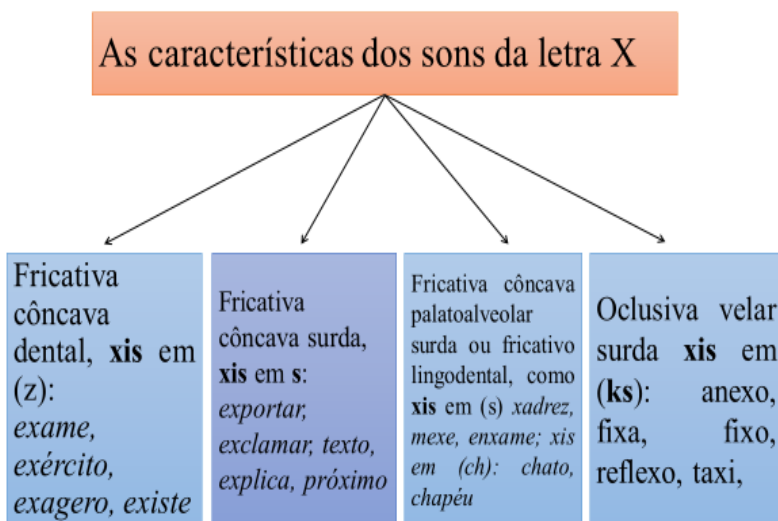 As características dos sons da letra X
Fricativa
côncava
dental, xis em
(z):
exame,
exército,
exagero, existe
Fricativa
côncava surda,
xis em s:
exportar,
exclamar, texto,
explica, próximo
Fricativa côncava
palatoalveolar
surda ou fricativo
lingodental, como
xis em (s) xadrez,
mexe, enxame; xis
em (ch): chato,
chapéu
Oclusiva velar
surda xis em
(ks): anexo,
fixa, fixo,
reflexo, taxi,